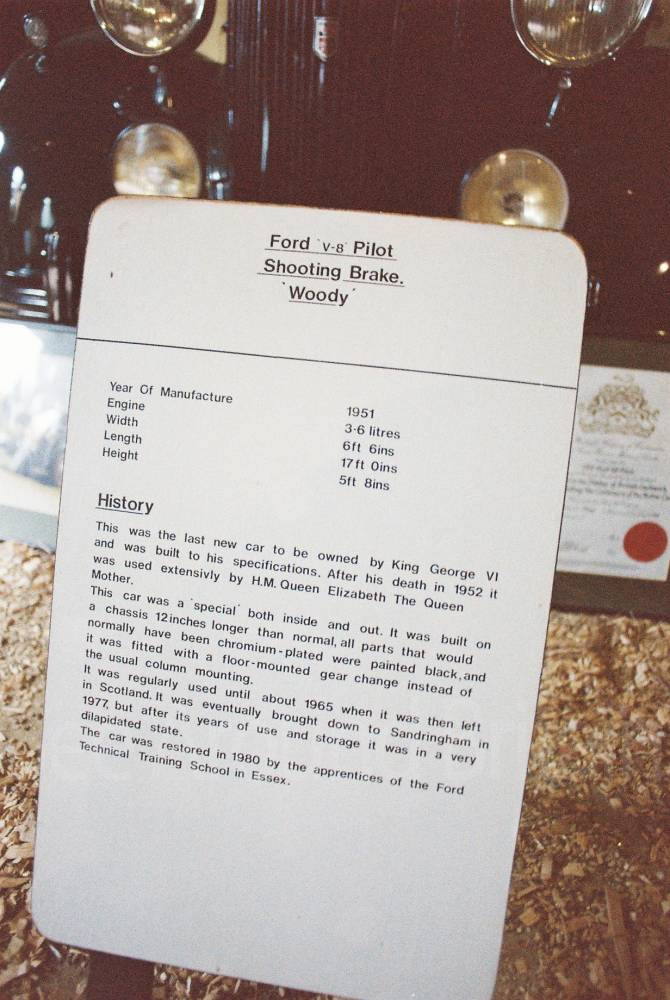 Ford `V-8´ Pilot
Shooting Brake.
`Woody´
Year Of Manufacture 1951
Engine 3·6 litres
Width 6ft 6ins
Length 17ft 0ins
Height 5ft 8ins
History
This was the last new car to be owned by King George VI
and was built to his specifications. After his death in 1952 it
was used extensivly by H.M. Queen Elizabeth The Queen
Mother.
This car was a `special´ both inside and out. It was built on
a chassis 12inches longer than normal, all parts that would
normally have been chromium-plated were painted black, and
it was fitted with a floor-mounted gear change instead of
the usual column mounting.
It was regularly used until about 1965 when it was then left
in Scotland. It was eventually brought down to Sandringham in
1977, but after its years of use and storage it was in a very
dilapidated state.
The car was restored in 1980 by the apprentices of the Ford
Technical Training School in Essex.